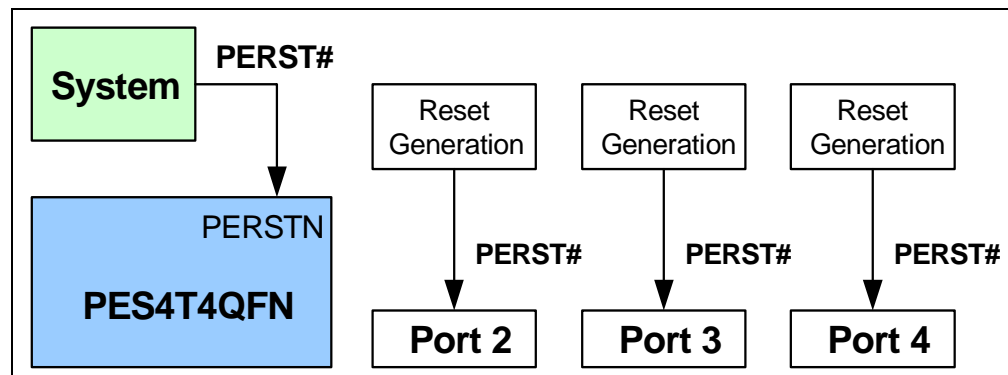 PERST#
System
Reset
Generation
Reset
Generation
Reset
Generation
PERSTN
PES4T4QFN
PERST#
PERST#
PERST#
Port 2
Port 3
Port 4